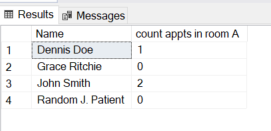 Results Messages
Name count appts in room A
1 Dennis Doe 1
2 Grace Ritchie 0
3 John Smith 2
4 Random J. Patient 0